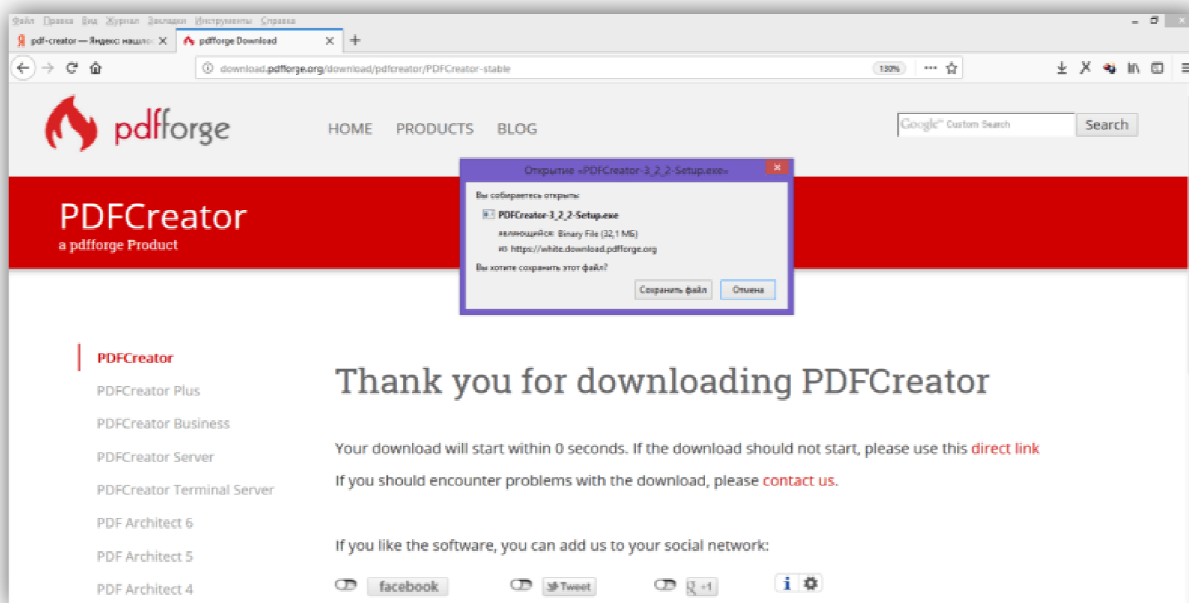 Файл Правка Вид Журнал Закладки Инструменты Справка
pdf-creator — Яндекс: нашло
pdfforge Download
download.pdfforge.org/download/pdfcreator/PDFCreator-stable
130%
pdfforge
HOME PRODUCTS BLOG
Google™ Custom Search
Search
Открытие «PDFCreator-3_2_2-Setup.exe»
Вы собираетесь открыть:
PDFCreator-3_2_2-Setup.exe
являющийся: Binary File (32,1 МБ)
из https://white.download.pdfforge.org
Вы хотите сохранить этот файл?
Сохранить файл Отмена
PDFCreator
a pdfforge Product
PDFCreator
PDFCreator Plus
PDFCreator Business
PDFCreator Server
PDFCreator Terminal Server
PDF Architect 6
PDF Architect 5
PDF Architect 4
Thank you for downloading PDFCreator
Your download will start within 0 seconds. If the download should not start, please use this direct link
If you should encounter problems with the download, please contact us.
If you like the software, you can add us to your social network:
facebook Tweet +1